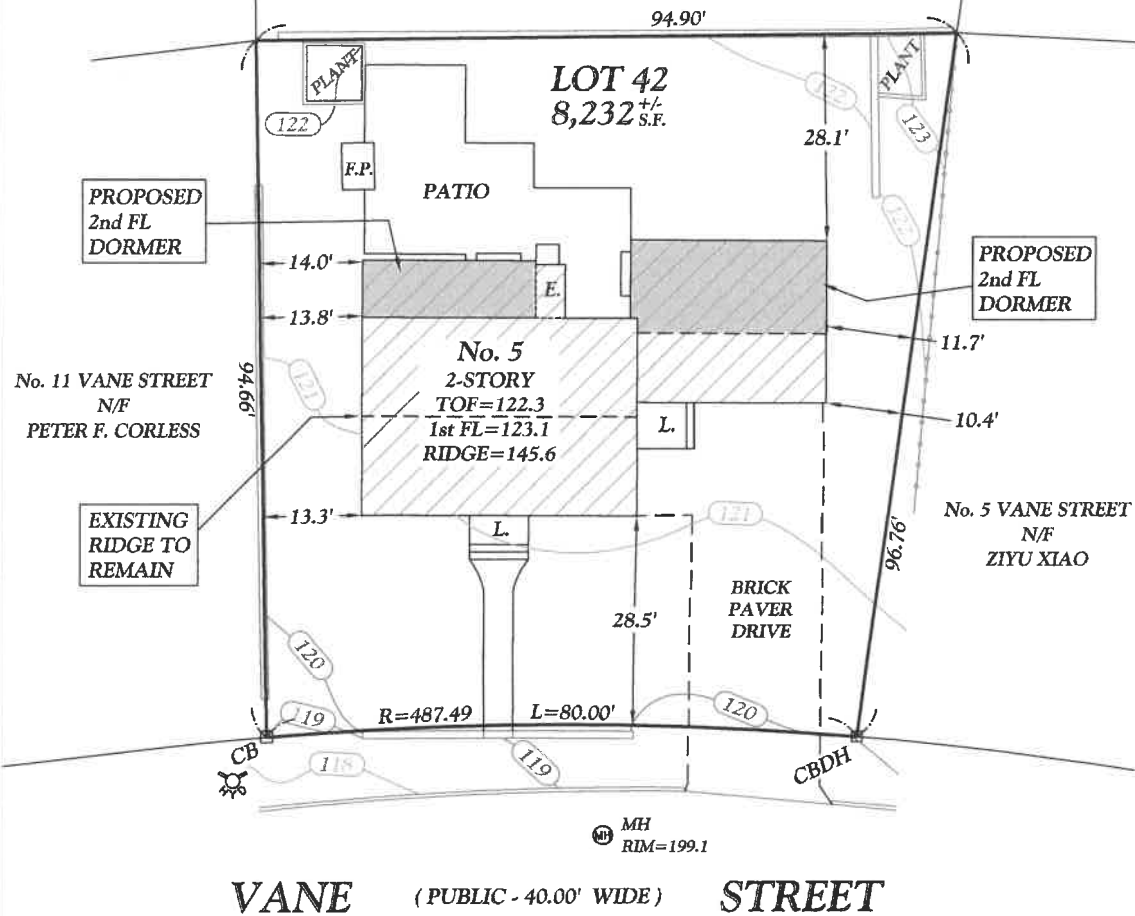 94.90'
PLANT
LOT 42
8,232 +/- S.F.
PLANT
122
122
123
28.1'
F.P.
PATIO
PROPOSED
2nd FL
DORMER
122
14.0'
E.
PROPOSED
2nd FL
DORMER
13.8'
11.7'
No. 5
2-STORY
TOF=122.3
1st FL=123.1
RIDGE=145.6
No. 11 VANE STREET
N/F
PETER F. CORLESS
94.66'
121
L.
10.4'
EXISTING
RIDGE TO
REMAIN
13.3'
L.
121
No. 5 VANE STREET
N/F
ZIYU XIAO
96.76'
BRICK
PAVER
DRIVE
28.5'
120
119
R=487.49
L=80.00'
120
CB
118
119
CBDH
MH
MH
RIM=199.1
VANE ( PUBLIC - 40.00' WIDE ) STREET